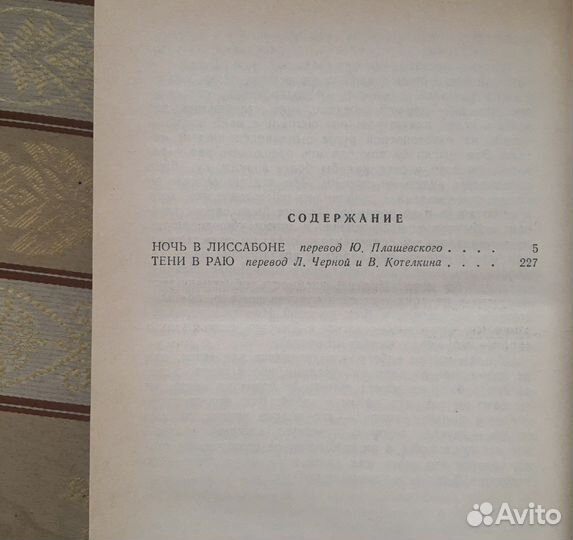 СОДЕРЖАНИЕ
НОЧЬ В ЛИССАБОНЕ перевод Ю. Плашевского . . . . 5
ТЕНИ В РАЮ перевод Л. Черной и В. Котелкина . . . . 227
Avito